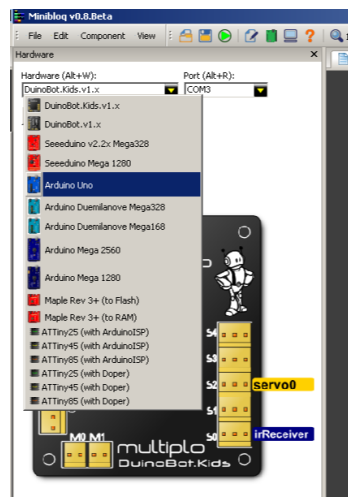 Minibloq v0.8.Beta
File Edit Component View
Hardware
Hardware (Alt+W): Port (Alt+R):
DuinoBot.Kids.v1.x COM3
DuinoBot.Kids.v1.x
DuinoBot.v1.x
Seeeduino v2.2x Mega328
Seeeduino Mega 1280
Arduino Uno
Arduino Duemilanove Mega328
Arduino Duemilanove Mega168
Arduino Mega 2560
Arduino Mega 1280
Maple Rev 3+ (to Flash)
Maple Rev 3+ (to RAM)
ATTiny25 (with ArduinoISP)
ATTiny45 (with ArduinoISP)
ATTiny85 (with ArduinoISP)
ATTiny25 (with Doper)
ATTiny45 (with Doper)
ATTiny85 (with Doper)
S4
S3
S2 servo0
S1
S0 irReceiver
M0 M1
multiplo
DuinoBot.Kids